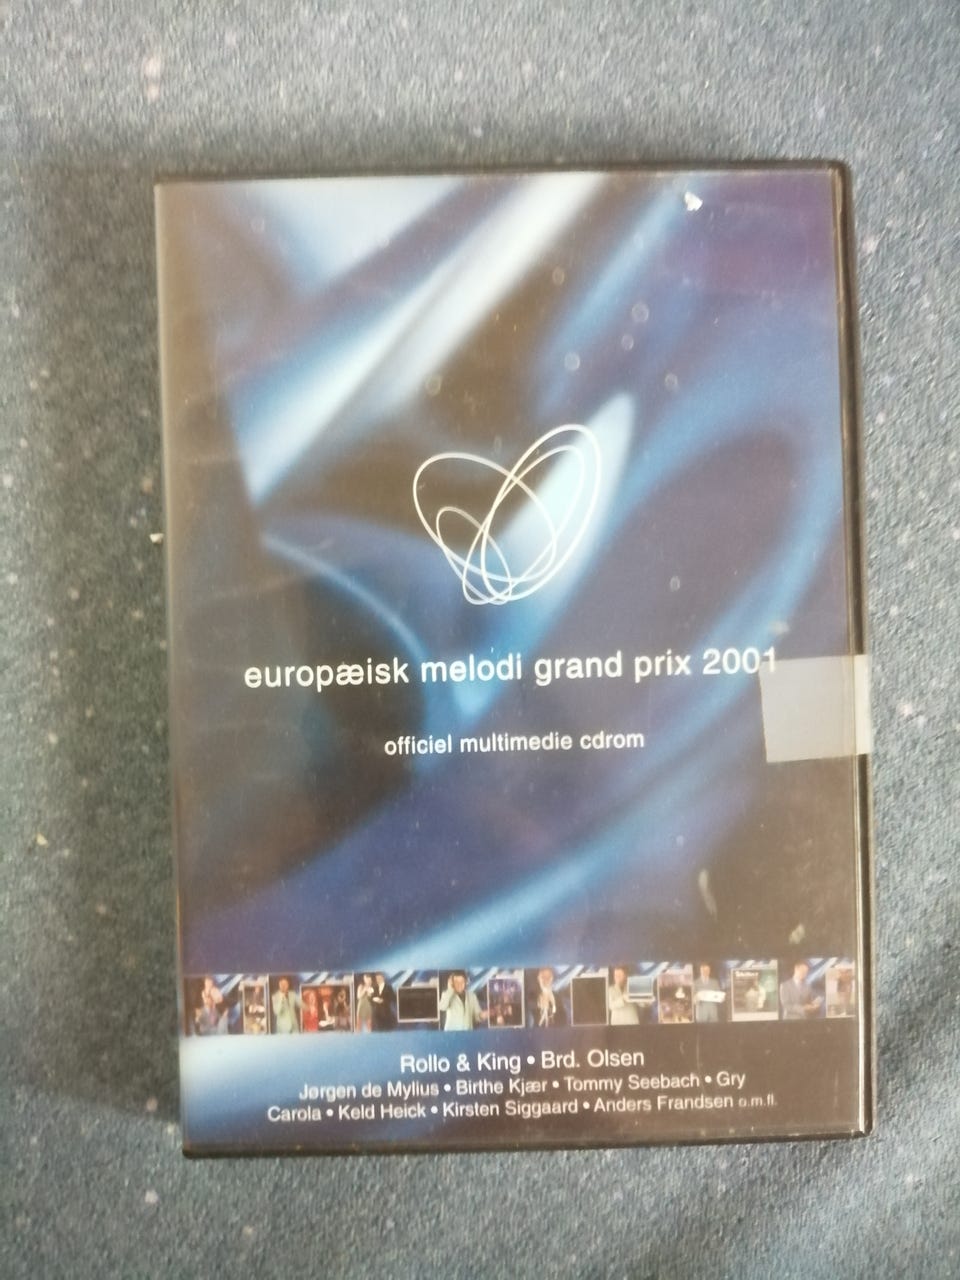 europæisk melodi grand prix 2001
officiel multimedie cdrom
Rollo & King • Brd. Olsen
Jørgen de Mylius • Birthe Kjær • Tommy Seebach • Gry
Carola • Keld Heick • Kirsten Siggaard • Anders Frandsen o.m.fl.